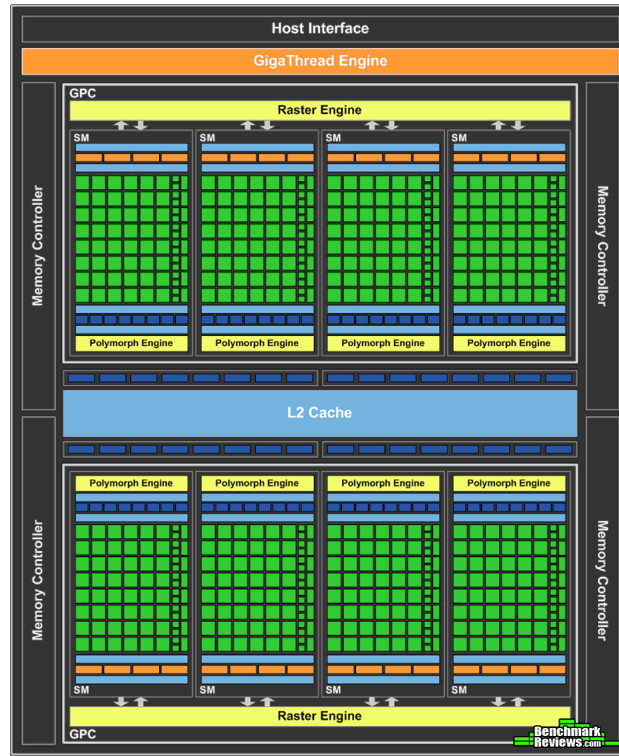 Host Interface
GigaThread Engine
GPC
Raster Engine
SM SM SM SM
Memory Controller
Memory Controller
Polymorph Engine Polymorph Engine Polymorph Engine Polymorph Engine
L2 Cache
Polymorph Engine Polymorph Engine Polymorph Engine Polymorph Engine
Memory Controller
Memory Controller
SM SM SM SM
Raster Engine
GPC
Benchmark
Reviews.com